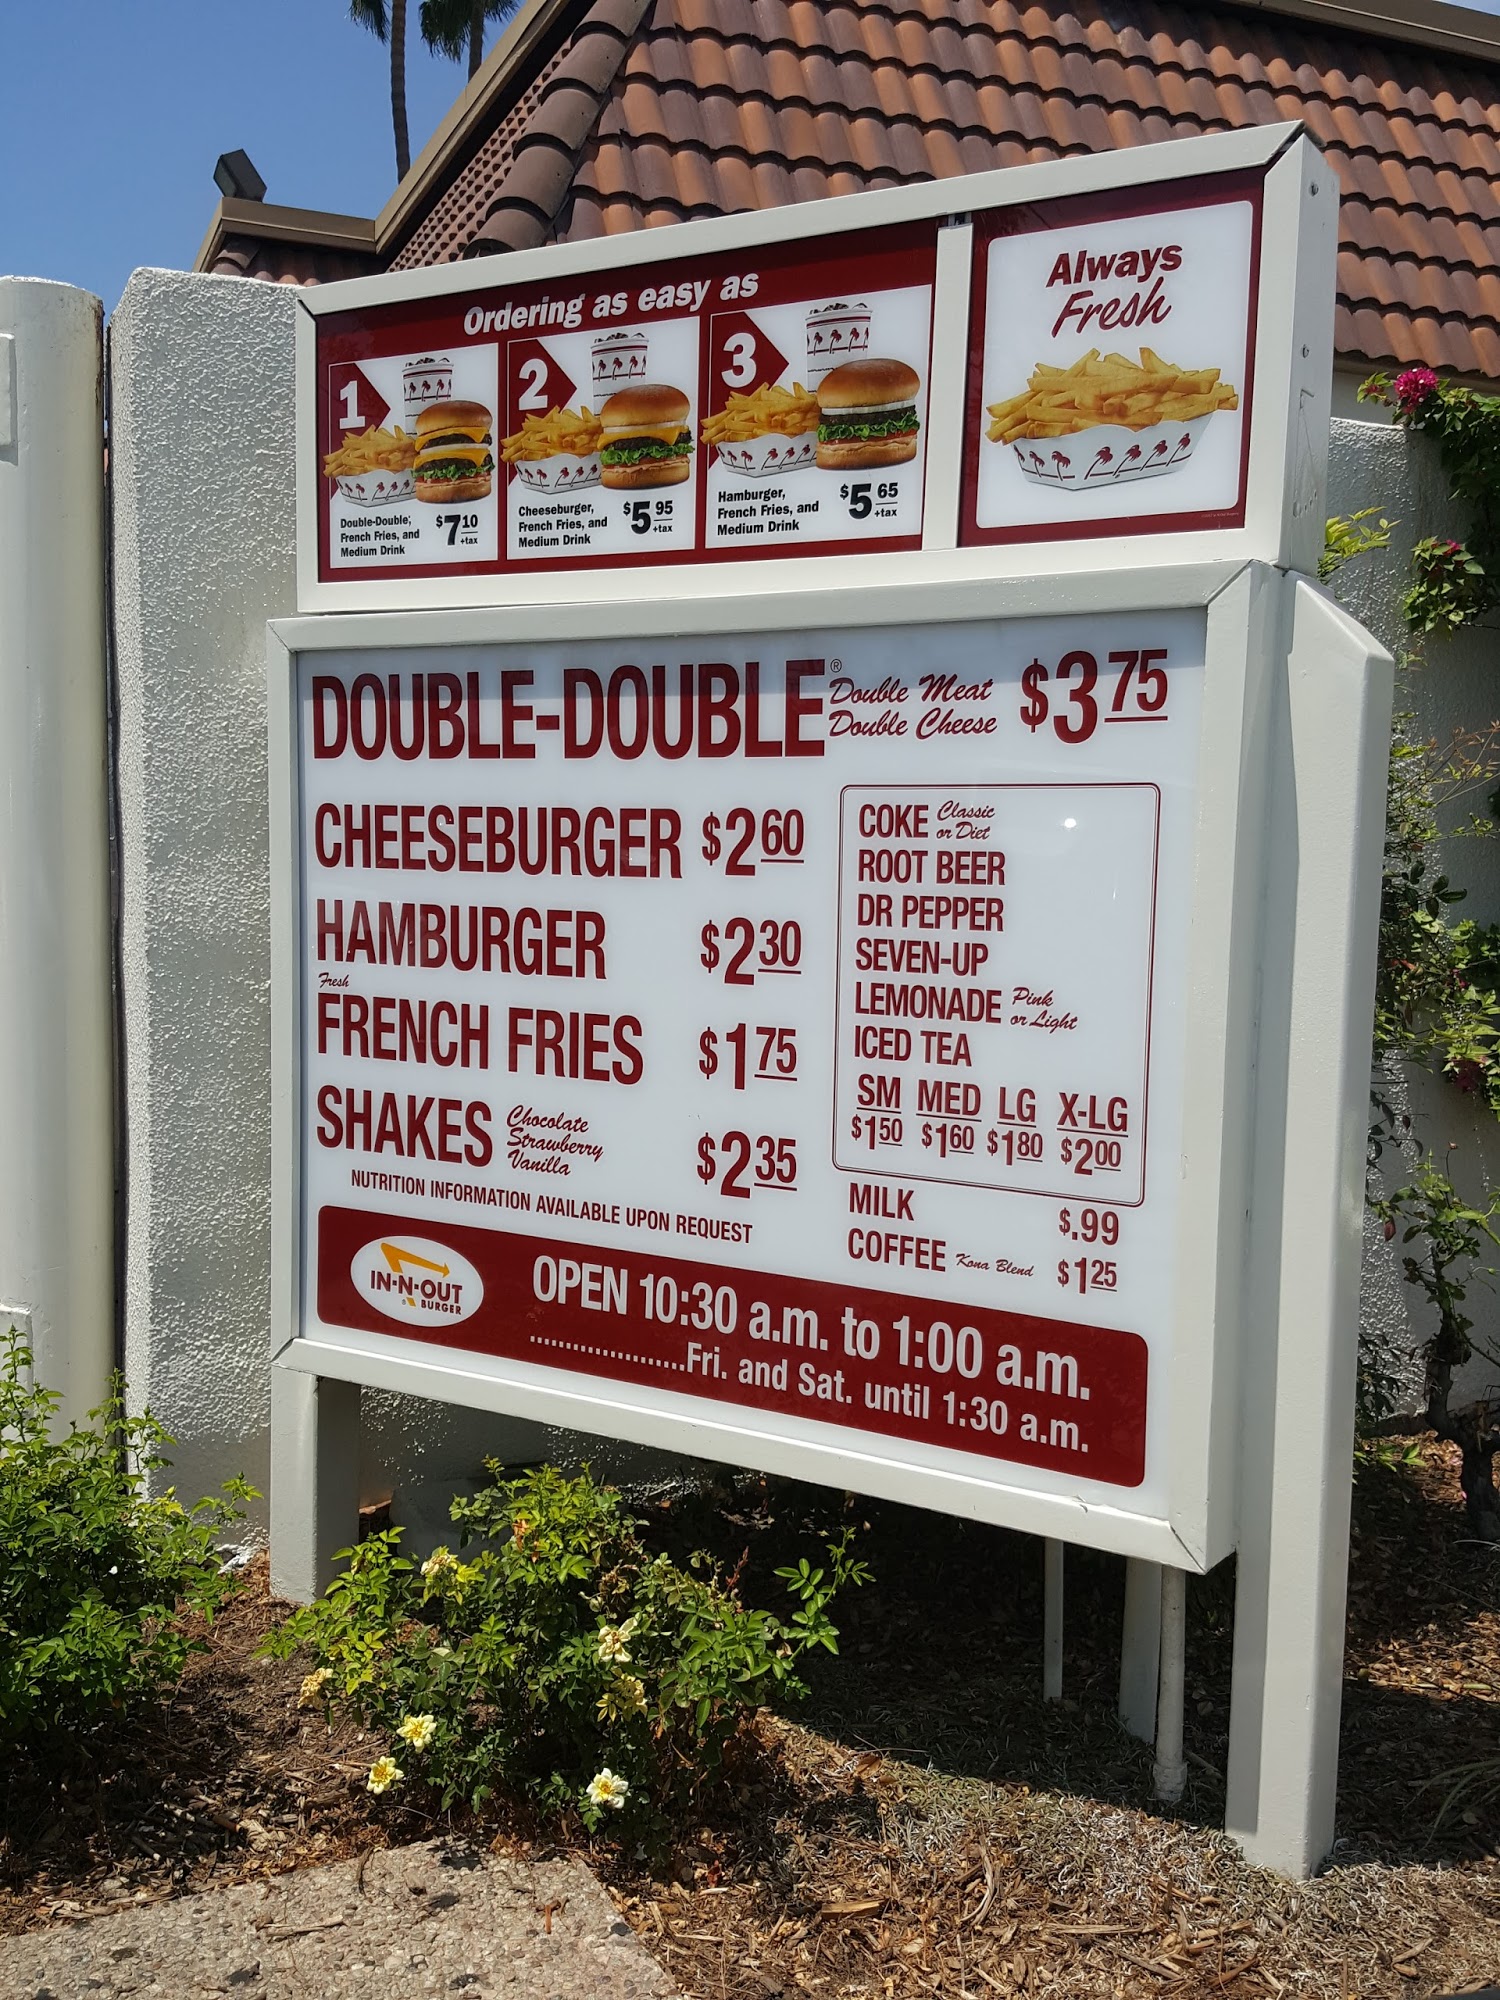 Ordering as easy as
1
Double-Double®,
French Fries, and
Medium Drink
$7 10
+tax
2
Cheeseburger,
French Fries, and
Medium Drink
$5 95
+tax
3
Hamburger,
French Fries, and
Medium Drink
$5 65
+tax
Always
Fresh
DOUBLE-DOUBLE® Double Meat Double Cheese $3 75
CHEESEBURGER $2 60
HAMBURGER $2 30
Fresh
FRENCH FRIES $1 75
SHAKES Chocolate Strawberry Vanilla $2 35
NUTRITION INFORMATION AVAILABLE UPON REQUEST
COKE Classic or Diet
ROOT BEER
DR PEPPER
SEVEN-UP
LEMONADE Pink or Light
ICED TEA
SM MED LG X-LG
$1 50 $1 60 $1 80 $2 00
MILK $.99
COFFEE Kona Blend $1 25
IN-N-OUT
BURGER
OPEN 10:30 a.m. to 1:00 a.m.
......................Fri. and Sat. until 1:30 a.m.